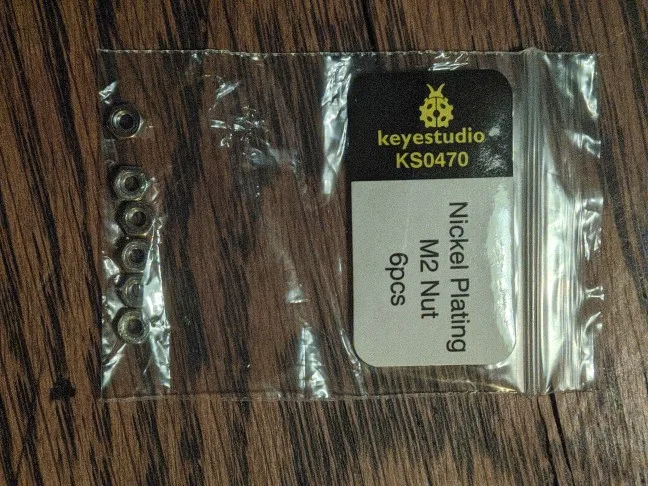 keyestudio
KS0470
Nickel Plating
M2 Nut
6pcs